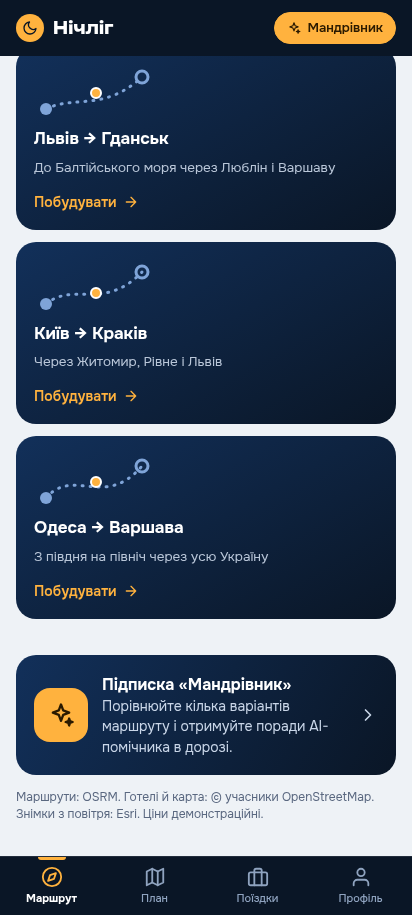 Нічліг
Мандрівник
Львів → Гданськ
До Балтійського моря через Люблін і Варшаву
Побудувати →
Київ → Краків
Через Житомир, Рівне і Львів
Побудувати →
Одеса → Варшава
З півдня на північ через усю Україну
Побудувати →
Підписка «Мандрівник»
Порівнюйте кілька варіантів
маршруту і отримуйте поради AI-
помічника в дорозі.
Маршрути: OSRM. Готелі й карта: © учасники OpenStreetMap.
Знімки з повітря: Esri. Ціни демонстраційні.
Маршрут
План
Поїздки
Профіль